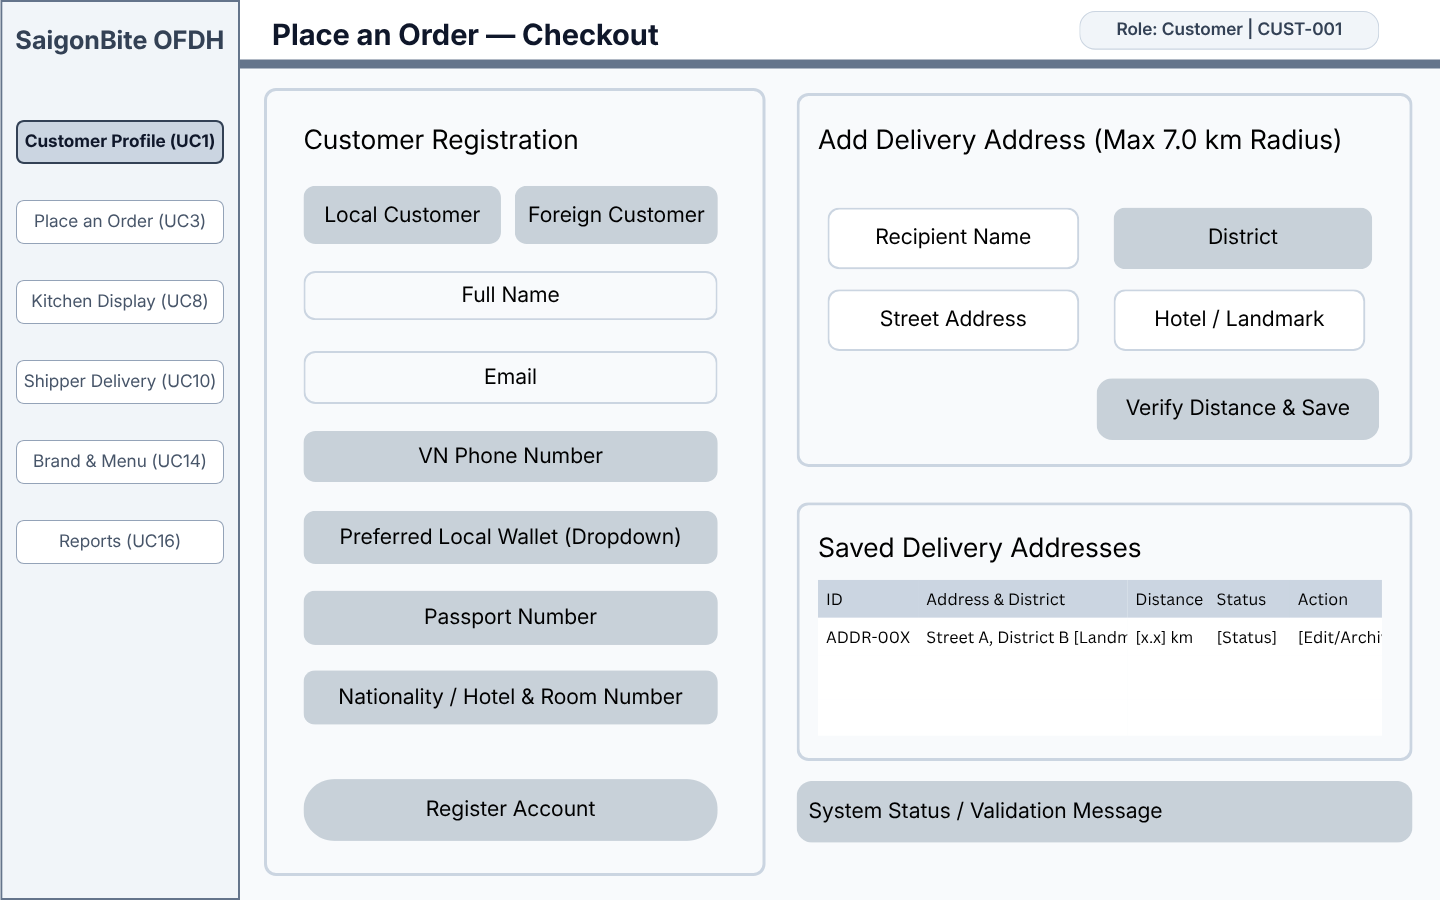 SaigonBite OFDH
Customer Profile (UC1)
Place an Order (UC3)
Kitchen Display (UC8)
Shipper Delivery (UC10)
Brand & Menu (UC14)
Reports (UC16)
Place an Order — Checkout
Role: Customer | CUST-001
Customer Registration
Local Customer
Foreign Customer
Full Name
Email
VN Phone Number
Preferred Local Wallet (Dropdown)
Passport Number
Nationality / Hotel & Room Number
Register Account
Add Delivery Address (Max 7.0 km Radius)
Recipient Name
District
Street Address
Hotel / Landmark
Verify Distance & Save
Saved Delivery Addresses
ID Address & District Distance Status Action
ADDR-00X Street A, District B [Landm [x.x] km [Status] [Edit/Archi
System Status / Validation Message